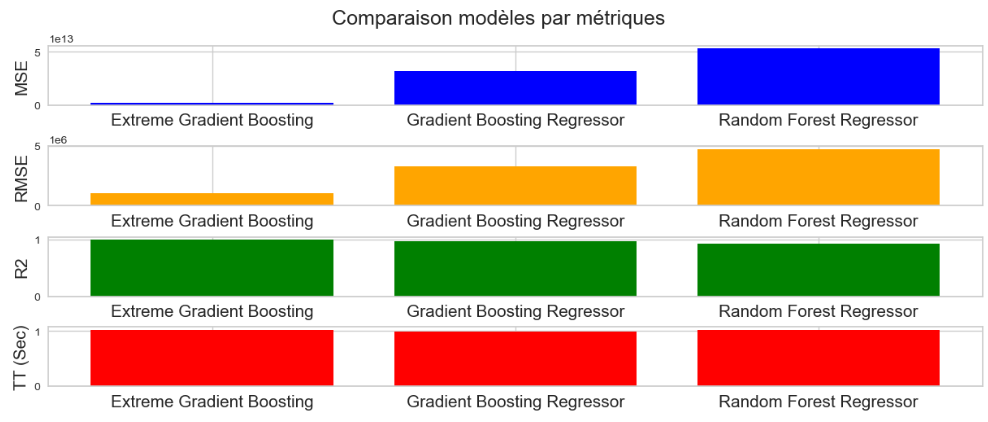 Comparaison modèles par métriques
1e13
5
MSE
0
Extreme Gradient Boosting Gradient Boosting Regressor Random Forest Regressor
1e6
5
RMSE
0
Extreme Gradient Boosting Gradient Boosting Regressor Random Forest Regressor
1
R2
0
Extreme Gradient Boosting Gradient Boosting Regressor Random Forest Regressor
1
TT (Sec)
0
Extreme Gradient Boosting Gradient Boosting Regressor Random Forest Regressor